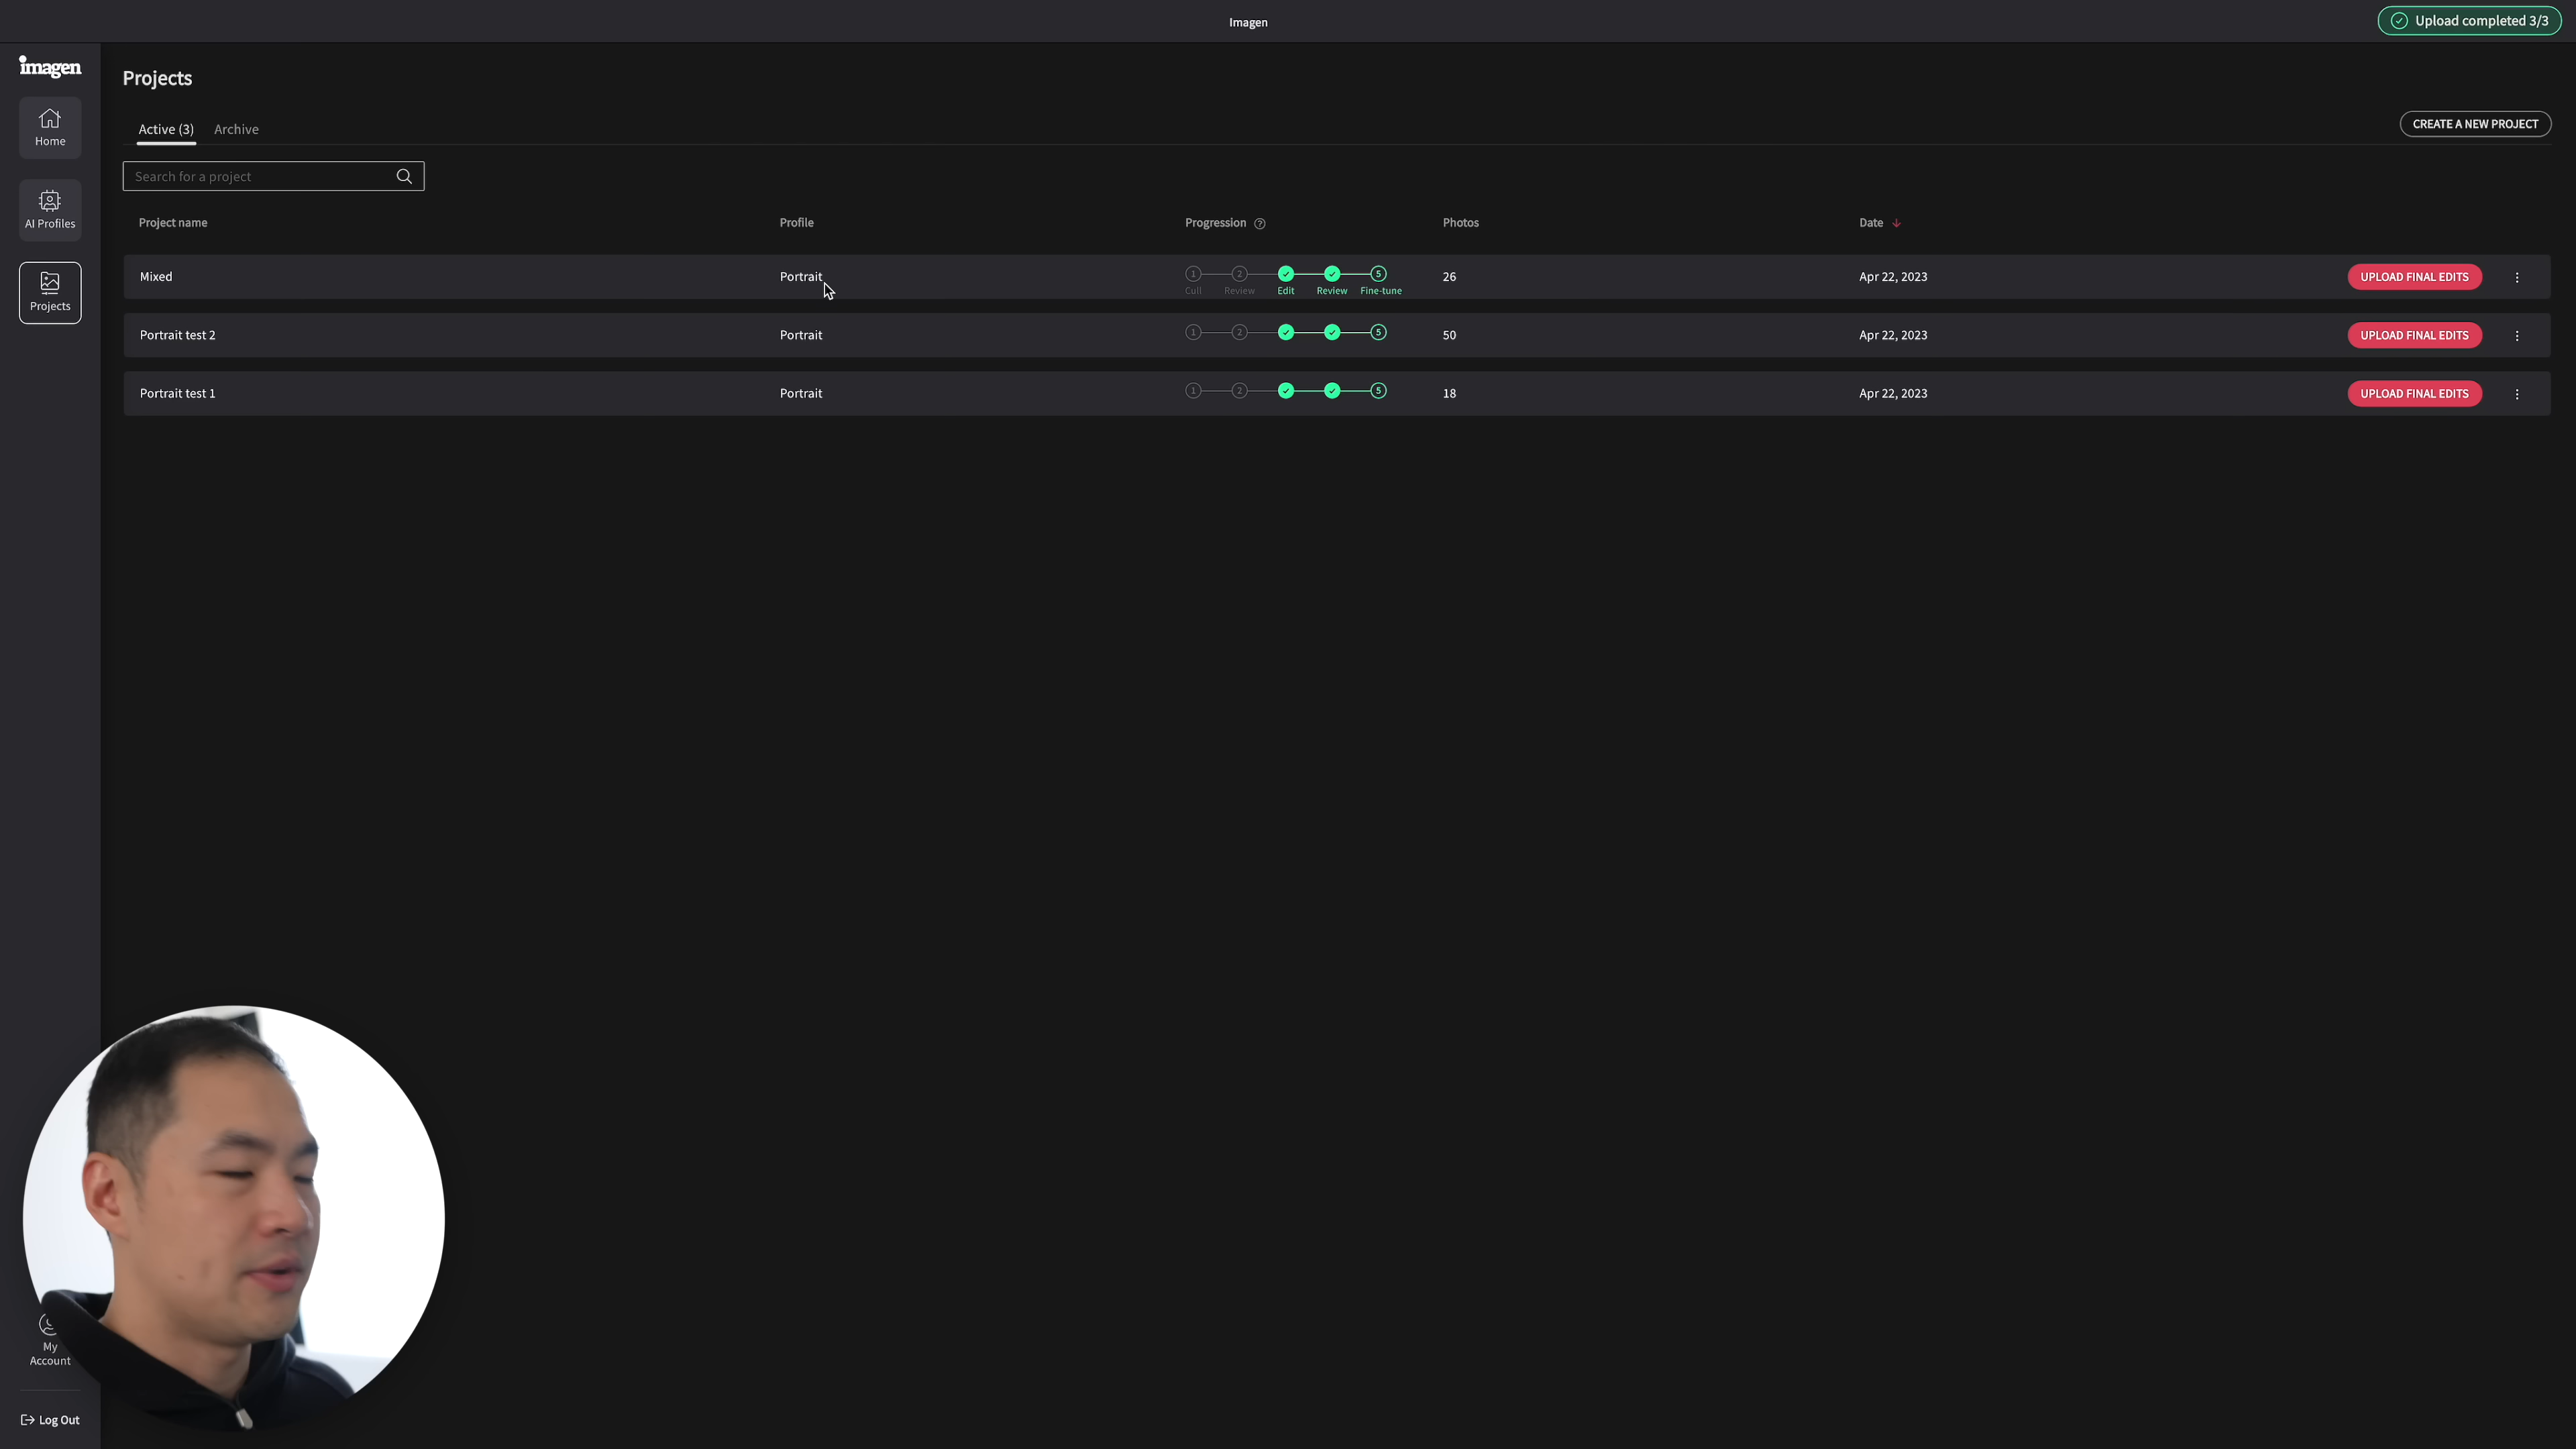 Imagen
Upload completed 3/3
imagen
Home
AI Profiles
Projects
Projects
Active (3) Archive
CREATE A NEW PROJECT
Search for a project
Project name Profile Progression ? Photos Date
Mixed Portrait 1 2 5 26 Apr 22, 2023 UPLOAD FINAL EDITS
Cull Review Edit Review Fine-tune
Portrait test 2 Portrait 1 2 5 50 Apr 22, 2023 UPLOAD FINAL EDITS
Portrait test 1 Portrait 1 2 5 18 Apr 22, 2023 UPLOAD FINAL EDITS
My
Account
Log Out